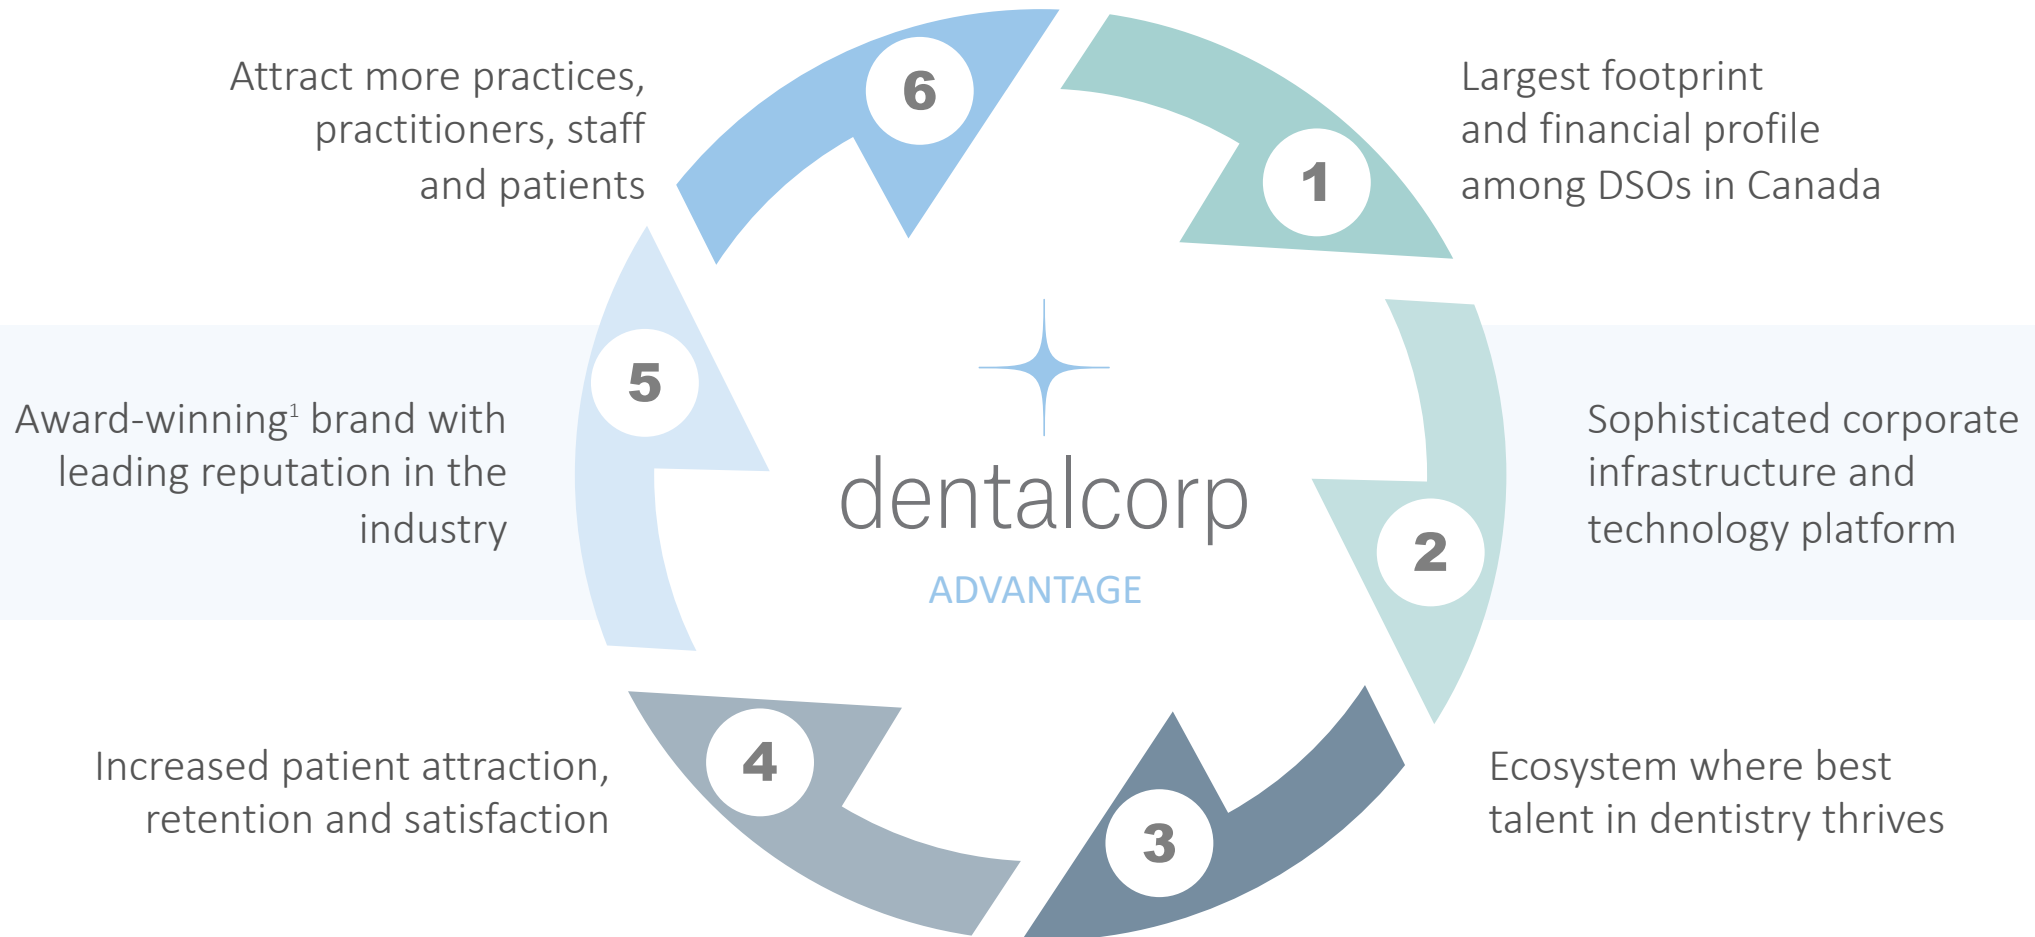 6
Attract more practices,
practitioners, staff
and patients
1
Largest footprint
and financial profile
among DSOs in Canada
5
Award-winning¹ brand with
leading reputation in the
industry
dentalcorp
ADVANTAGE
2
Sophisticated corporate
infrastructure and
technology platform
4
Increased patient attraction,
retention and satisfaction
3
Ecosystem where best
talent in dentistry thrives